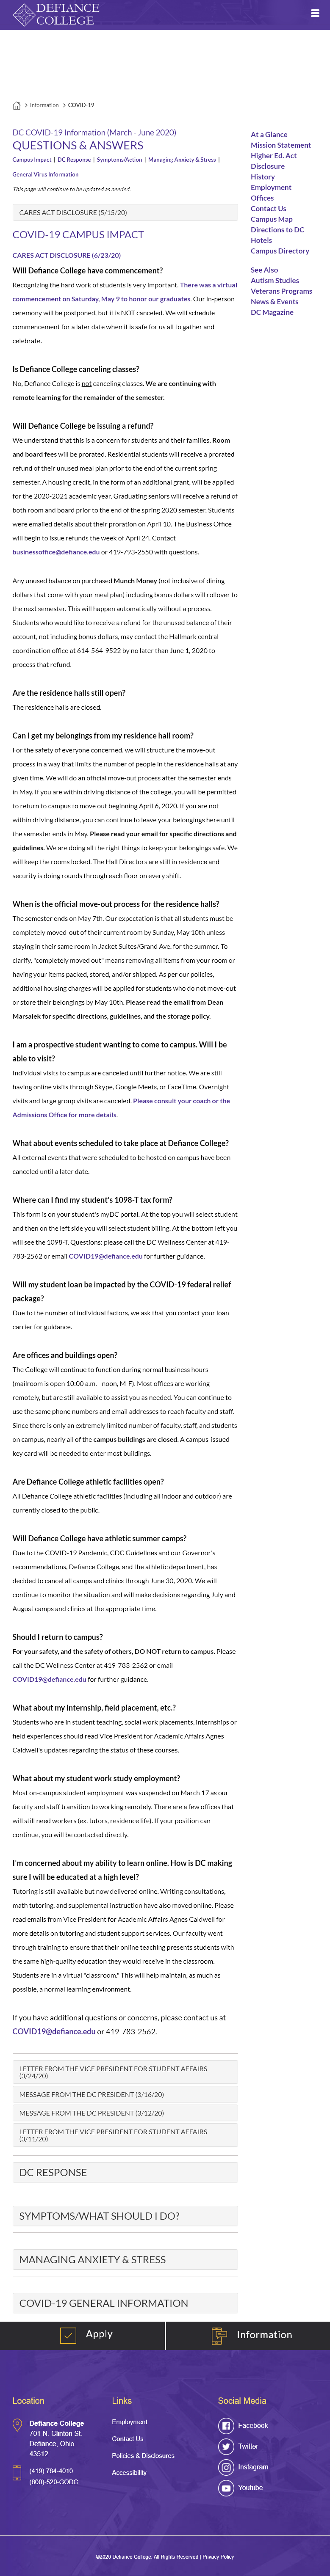 DEFIANCE
COLLEGE
Information
COVID-19
DC COVID-19 Information (March - June 2020)
QUESTIONS & ANSWERS
Campus Impact | DC Response | Symptoms/Action | Managing Anxiety & Stress |
General Virus Information
This page will continue to be updated as needed.
CARES ACT DISCLOSURE (5/15/20)
COVID-19 CAMPUS IMPACT
CARES ACT DISCLOSURE (6/23/20)
Will Defiance College have commencement?
Recognizing the hard work of students is very important. There was a virtual
commencement on Saturday, May 9 to honor our graduates. Our in-person
ceremony will be postponed, but it is NOT canceled. We will schedule
commencement for a later date when it is safe for us all to gather and
celebrate.
Is Defiance College canceling classes?
No, Defiance College is not canceling classes. We are continuing with
remote learning for the remainder of the semester.
Will Defiance College be issuing a refund?
We understand that this is a concern for students and their families. Room
and board fees will be prorated. Residential students will receive a prorated
refund of their unused meal plan prior to the end of the current spring
semester. A housing credit, in the form of an additional grant, will be applied
for the 2020-2021 academic year. Graduating seniors will receive a refund of
both room and board prior to the end of the spring 2020 semester. Students
were emailed details about their proration on April 10. The Business Office
will begin to issue refunds the week of April 24. Contact
businessoffice@defiance.edu or 419-793-2550 with questions.
Any unused balance on purchased Munch Money (not inclusive of dining
dollars that come with your meal plan) including bonus dollars will rollover to
the next semester. This will happen automatically without a process.
Students who would like to receive a refund for the unused balance of their
account, not including bonus dollars, may contact the Hallmark central
coordination office at 614-564-9522 by no later than June 1, 2020 to
process that refund.
Are the residence halls still open?
The residence halls are closed.
Can I get my belongings from my residence hall room?
For the safety of everyone concerned, we will structure the move-out
process in a way that limits the number of people in the residence halls at any
given time. We will do an official move-out process after the semester ends
in May. If you are within driving distance of the college, you will be permitted
to return to campus to move out beginning April 6, 2020. If you are not
within driving distance, you can continue to leave your belongings here until
the semester ends in May. Please read your email for specific directions and
guidelines. We are doing all the right things to keep your belongings safe. We
will keep the rooms locked. The Hall Directors are still in residence and
security is doing rounds through each floor on every shift.
When is the official move-out process for the residence halls?
The semester ends on May 7th. Our expectation is that all students must be
completely moved-out of their current room by Sunday, May 10th unless
staying in their same room in Jacket Suites/Grand Ave. for the summer. To
clarify, "completely moved out" means removing all items from your room or
having your items packed, stored, and/or shipped. As per our policies,
additional housing charges will be applied for students who do not move-out
or store their belongings by May 10th. Please read the email from Dean
Marsalek for specific directions, guidelines, and the storage policy.
I am a prospective student wanting to come to campus. Will I be
able to visit?
Individual visits to campus are canceled until further notice. We are still
having online visits through Skype, Google Meets, or FaceTime. Overnight
visits and large group visits are canceled. Please consult your coach or the
Admissions Office for more details.
What about events scheduled to take place at Defiance College?
All external events that were scheduled to be hosted on campus have been
canceled until a later date.
Where can I find my student's 1098-T tax form?
This form is on your student's myDC portal. At the top you will select student
and then on the left side you will select student billing. At the bottom left you
will see the 1098-T. Questions: please call the DC Wellness Center at 419-
783-2562 or email COVID19@defiance.edu for further guidance.
Will my student loan be impacted by the COVID-19 federal relief
package?
Due to the number of individual factors, we ask that you contact your loan
carrier for guidance.
Are offices and buildings open?
The College will continue to function during normal business hours
(mailroom is open 10:00 a.m. - noon, M-F). Most offices are working
remotely, but are still available to assist you as needed. You can continue to
use the same phone numbers and email addresses to reach faculty and staff.
Since there is only an extremely limited number of faculty, staff, and students
on campus, nearly all of the campus buildings are closed. A campus-issued
key card will be needed to enter most buildings.
Are Defiance College athletic facilities open?
All Defiance College athletic facilities (including all indoor and outdoor) are
currently closed to the public.
Will Defiance College have athletic summer camps?
Due to the COVID-19 Pandemic, CDC Guidelines and our Governor's
recommendations, Defiance College, and the athletic department, has
decided to cancel all camps and clinics through June 30, 2020. We will
continue to monitor the situation and will make decisions regarding July and
August camps and clinics at the appropriate time.
Should I return to campus?
For your safety, and the safety of others, DO NOT return to campus. Please
call the DC Wellness Center at 419-783-2562 or email
COVID19@defiance.edu for further guidance.
What about my internship, field placement, etc.?
Students who are in student teaching, social work placements, internships or
field experiences should read Vice President for Academic Affairs Agnes
Caldwell's updates regarding the status of these courses.
What about my student work study employment?
Most on-campus student employment was suspended on March 17 as our
faculty and staff transition to working remotely. There are a few offices that
will still need workers (ex. tutors, residence life). If your position can
continue, you will be contacted directly.
I'm concerned about my ability to learn online. How is DC making
sure I will be educated at a high level?
Tutoring is still available but now delivered online. Writing consultations,
math tutoring, and supplemental instruction have also moved online. Please
read emails from Vice President for Academic Affairs Agnes Caldwell for
more details on tutoring and student support services. Our faculty went
through training to ensure that their online teaching presents students with
the same high-quality education they would receive in the classroom.
Students are in a virtual "classroom." This will help maintain, as much as
possible, a normal learning environment.
If you have additional questions or concerns, please contact us at
COVID19@defiance.edu or 419-783-2562.
LETTER FROM THE VICE PRESIDENT FOR STUDENT AFFAIRS
(3/24/20)
MESSAGE FROM THE DC PRESIDENT (3/16/20)
MESSAGE FROM THE DC PRESIDENT (3/12/20)
LETTER FROM THE VICE PRESIDENT FOR STUDENT AFFAIRS
(3/11/20)
DC RESPONSE
SYMPTOMS/WHAT SHOULD I DO?
MANAGING ANXIETY & STRESS
COVID-19 GENERAL INFORMATION
At a Glance
Mission Statement
Higher Ed. Act
Disclosure
History
Employment
Offices
Contact Us
Campus Map
Directions to DC
Hotels
Campus Directory
See Also
Autism Studies
Veterans Programs
News & Events
DC Magazine
Apply
Information
Location
Defiance College
701 N. Clinton St.
Defiance, Ohio
43512
(419) 784-4010
(800)-520-GODC
Links
Employment
Contact Us
Policies & Disclosures
Accessibility
Social Media
Facebook
Twitter
Instagram
Youtube
©2020 Defiance College. All Rights Reserved | Privacy Policy